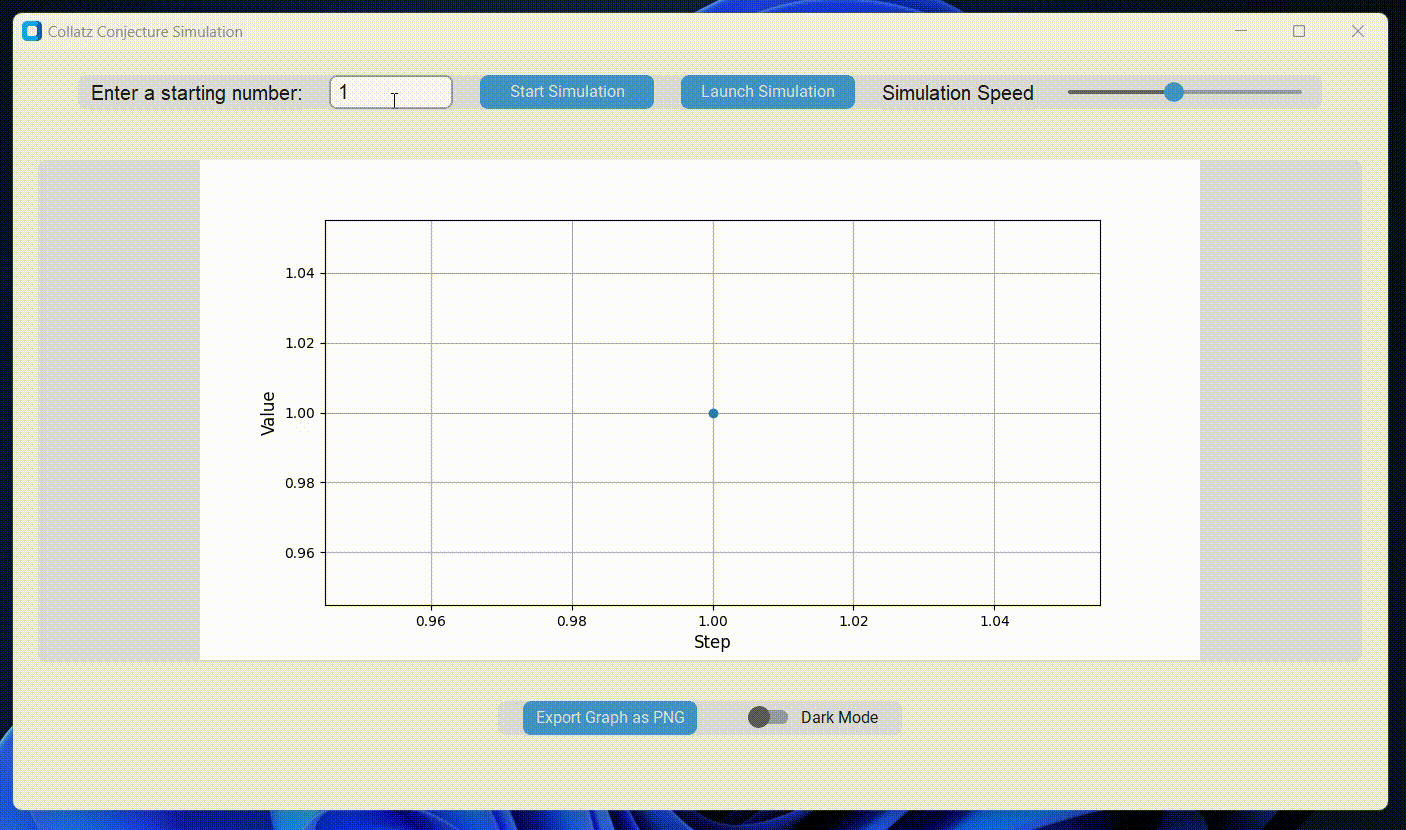 Collatz Conjecture Simulation
Enter a starting number: 1 Start Simulation Launch Simulation Simulation Speed
1.04
1.02
1.00
0.98
0.96
Value
0.96 0.98 1.00 1.02 1.04
Step
Export Graph as PNG Dark Mode